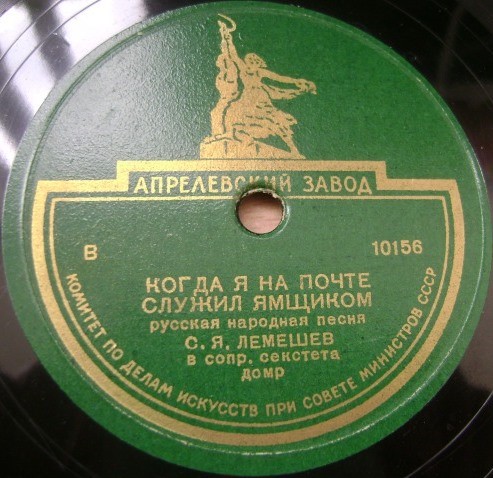 АПРЕЛЕВСКИЙ ЗАВОД
В 10156
КОГДА Я НА ПОЧТЕ
СЛУЖИЛ ЯМЩИКОМ
русская народная песня
С. Я. ЛЕМЕШЕВ
в сопр. секстета
домр
КОМИТЕТ ПО ДЕЛАМ ИСКУССТВ ПРИ СОВЕТЕ МИНИСТРОВ СССР